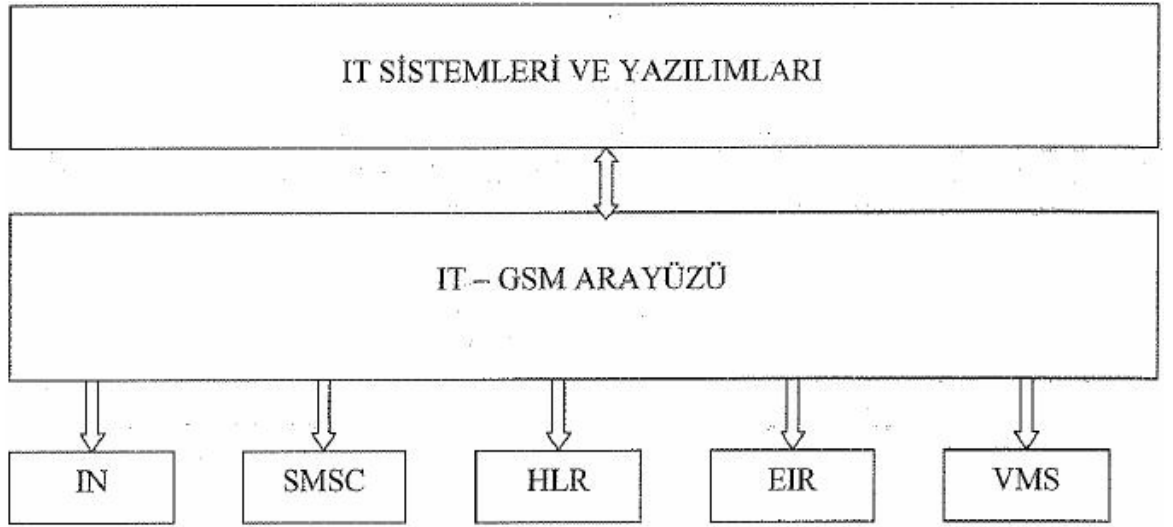 IT SİSTEMLERİ VE YAZILIMLARI
IT – GSM ARAYÜZÜ
IN
SMSC
HLR
EIR
VMS